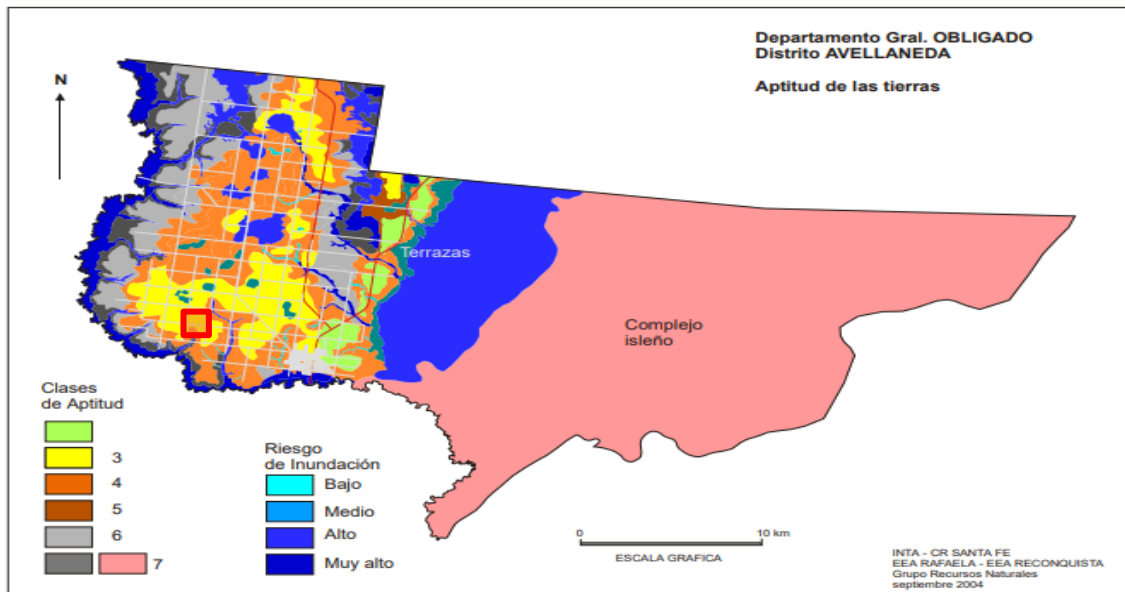 Departamento Gral. OBLIGADO
Distrito AVELLANEDA
Aptitud de las tierras
N
Terrazas
Complejo
isleño
Clases
de Aptitud
3
4
5
6
7
Riesgo
de Inundación
Bajo
Medio
Alto
Muy alto
0 10 km
ESCALA GRAFICA
INTA - CR SANTA FE
EEA RAFAELA - EEA RECONQUISTA
Grupo Recursos Naturales
septiembre 2004